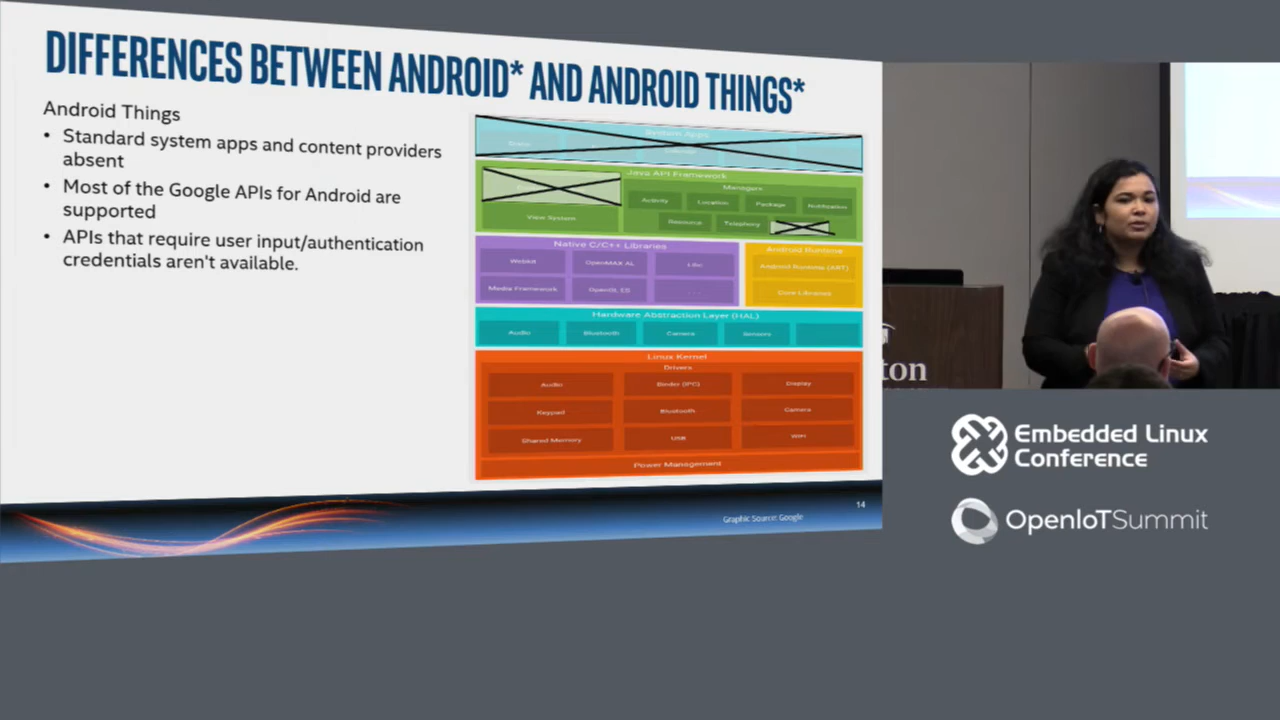 DIFFERENCES BETWEEN ANDROID* AND ANDROID THINGS*
Android Things
• Standard system apps and content providers
absent
• Most of the Google APIs for Android are
supported
• APIs that require user input/authentication
credentials aren't available.
System Apps
Java API Framework
Managers
Activity
Location
Package
Notification
View System
Resource
Telephony
Native C/C++ Libraries
Webkit
OpenMAX AL
Libc
Media Framework
OpenGL ES
...
Android Runtime
Android Runtime (ART)
Core Libraries
Hardware Abstraction Layer (HAL)
Audio
Bluetooth
Camera
Sensors
Linux Kernel
Drivers
Audio
Binder (IPC)
Display
Keypad
Bluetooth
Camera
Shared Memory
USB
WIFI
Power Management
Graphic Source: Google
14
ton
Embedded Linux
Conference
OpenIoTSummit